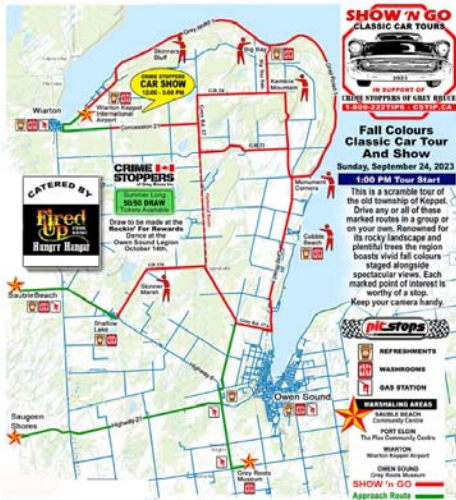 SHOW 'N GO
CLASSIC CAR TOURS
2023
IN SUPPORT OF
CRIME STOPPERS OF GREY BRUCE
1-800-222TIPS - CSTIP.CA
Fall Colours
Classic Car Tour
And Show
Sunday, September 24, 2023
1:00 PM Tour Start
This is a scramble tour of
the old township of Keppel.
Drive any or all of these
marked routes in a group or
on your own. Renowned for
its rocky landscape and
plentiful trees the region
boasts vivid fall colours
staged alongside
spectacular views. Each
marked point of interest is
worthy of a stop.
Keep your camera handy.
pit stops
REFRESHMENTS
WASHROOMS
GAS STATION
WARSHALING AREAS
SAUBLE BEACH
Community Centre
PORT ELGIN
The Plex Community Centre
WIARTON
Wiarton Keppel Airport
OWEN SOUND
Grey Roots Museum
SHOW 'N GO
Approach Route
Skinners
Bluff
Big Bay
Kemble
Mountain
CRIME STOPPERS
CAR SHOW
12:00 - 3:00 PM
Wiarton
Wiarton Keppel
International
Airport
Concession 21
Monument
Corners
Cobble
Beach
CATERED BY
Fired
Up
Hungry Hangar
CRIME
STOPPERS
of Grey Bruce Inc.
Summer Long
50/50 DRAW
Tickets Available
Draw to be made at the
Rockin' For Rewards
Dance at the
Owen Sound Legion
October 14th.
Sauble Beach
Skinner
Marsh
Shallow
Lake
Owen Sound
Saugeen
Shores
Highway 21
Grey Roots
Museum